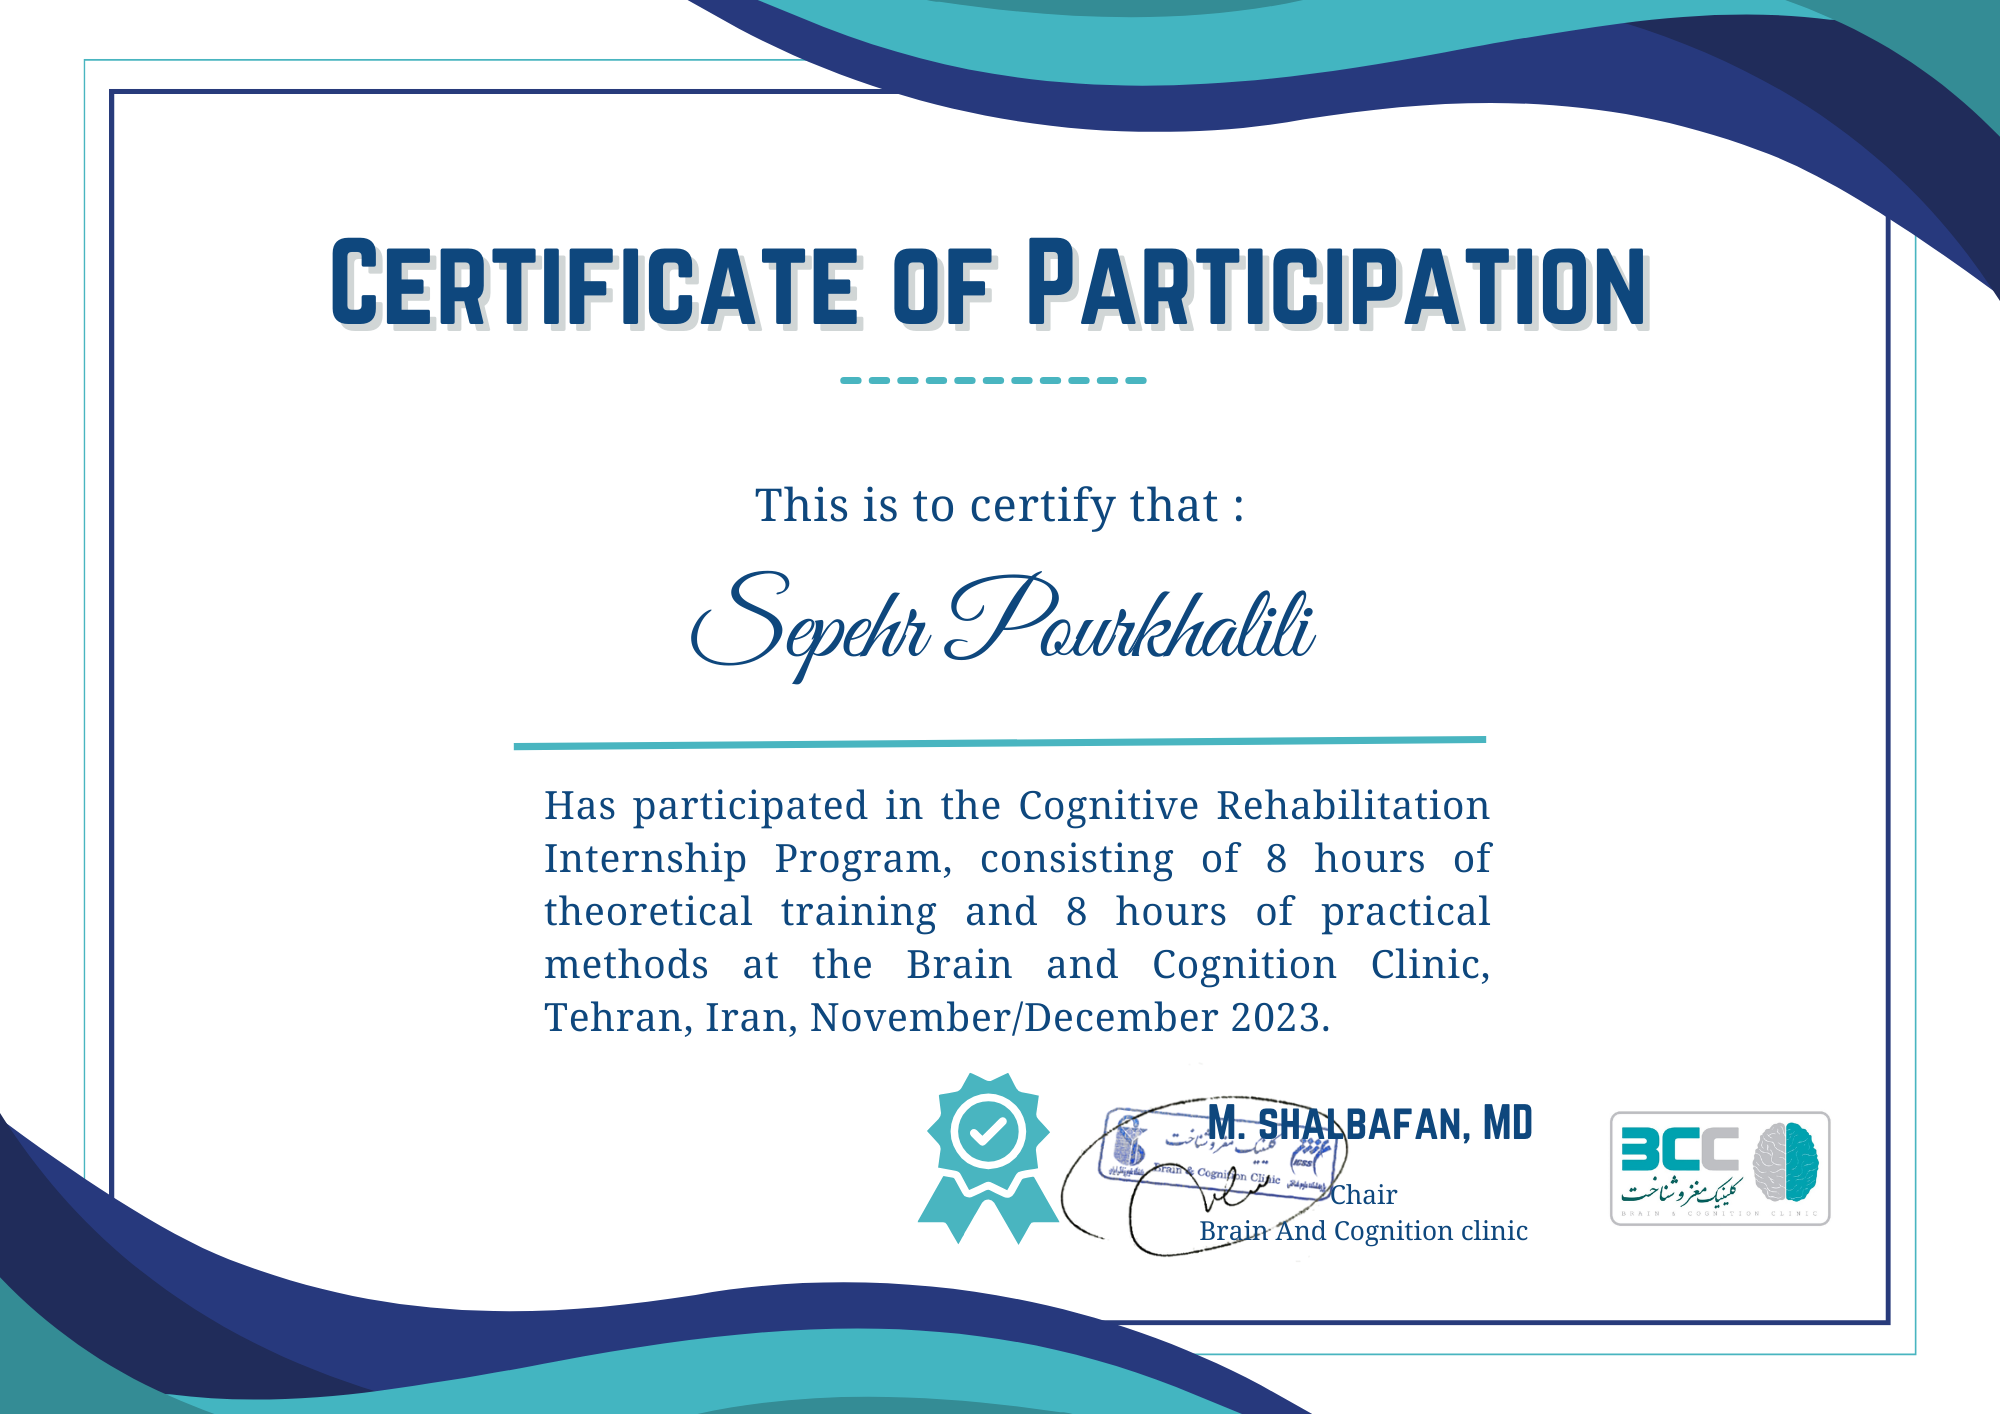 Certificate of Participation
This is to certify that :
Sepehr Pourkhalili
Has participated in the Cognitive Rehabilitation
Internship Program, consisting of 8 hours of
theoretical training and 8 hours of practical
methods at the Brain and Cognition Clinic,
Tehran, Iran, November/December 2023.
M. SHALBAFAN, MD
کلینیک مغز و شناخت
Brain & Cognition Clinic
ICSS
Chair
Brain And Cognition clinic
BCC
کلینیک مغز و شناخت
BRAIN & COGNITION CLINIC